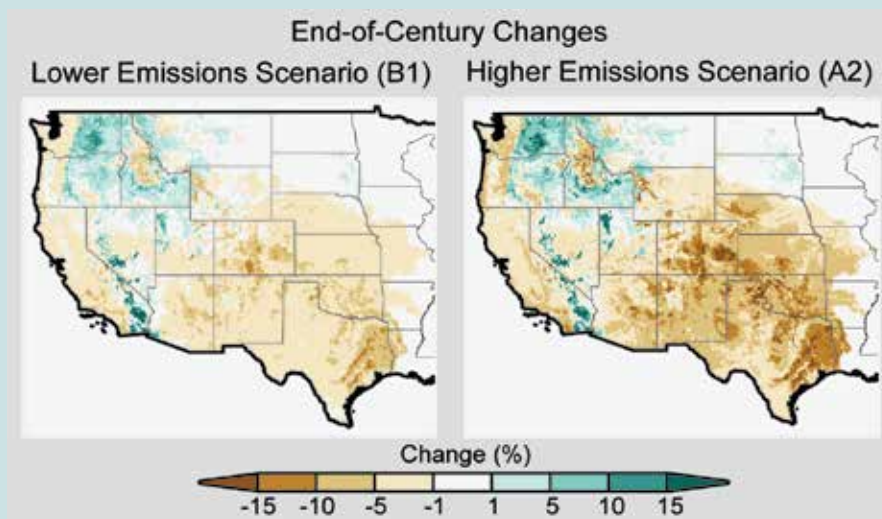 End-of-Century Changes
Lower Emissions Scenario (B1) Higher Emissions Scenario (A2)
Change (%)
-15 -10 -5 -1 1 5 10 15